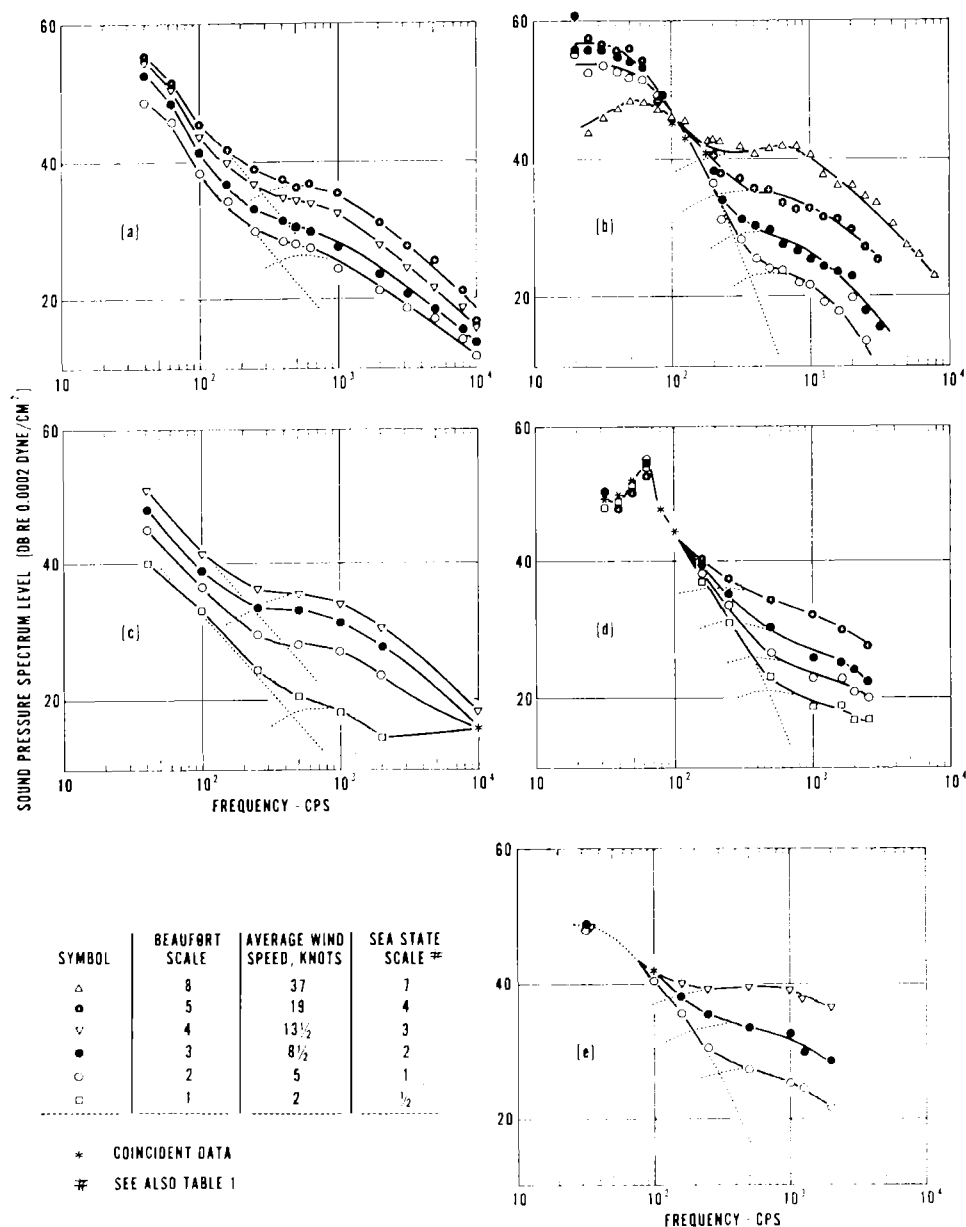 60
40
20
(a)
10
10²
10³
10⁴
60
40
20
(b)
10
10²
10³
10⁴
SOUND PRESSURE SPECTRUM LEVEL (DB RE 0.0002 DYNE/CM²)
60
40
20
(c)
10
10²
10³
10⁴
FREQUENCY - CPS
60
40
20
(d)
10
10²
10³
10⁴
60
40
20
(e)
10
10²
10³
10⁴
FREQUENCY - CPS
SYMBOL BEAUFORT SCALE AVERAGE WIND SPEED, KNOTS SEA STATE SCALE #
△ 8 37 7
5 19 4
▽ 4 13½ 3
● 3 8½ 2
○ 2 5 1
□ 1 2 ½
* COINCIDENT DATA
# SEE ALSO TABLE 1